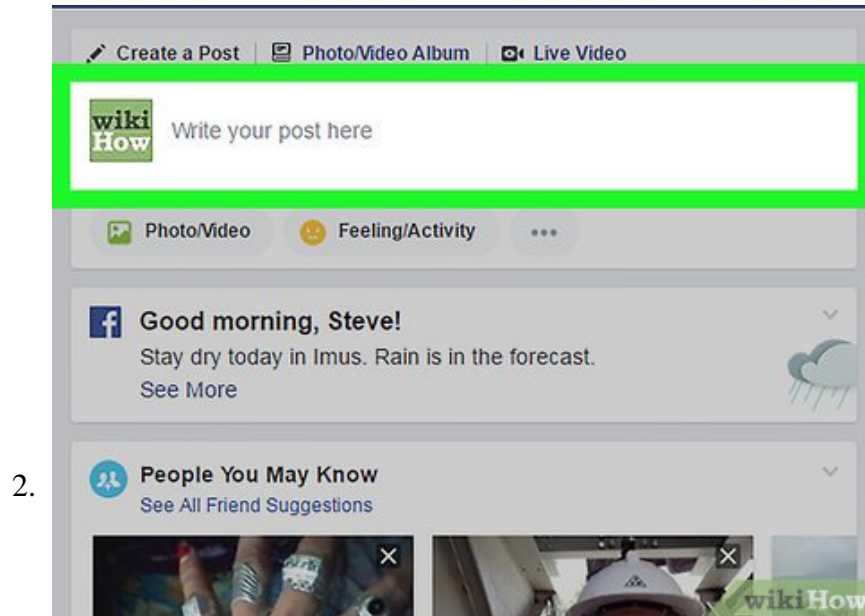 Create a Post Photo/Video Album Live Video
wiki
How
Write your post here
Photo/Video Feeling/Activity
Good morning, Steve!
Stay dry today in Imus. Rain is in the forecast.
See More
2.
People You May Know
See All Friend Suggestions
wikiHow